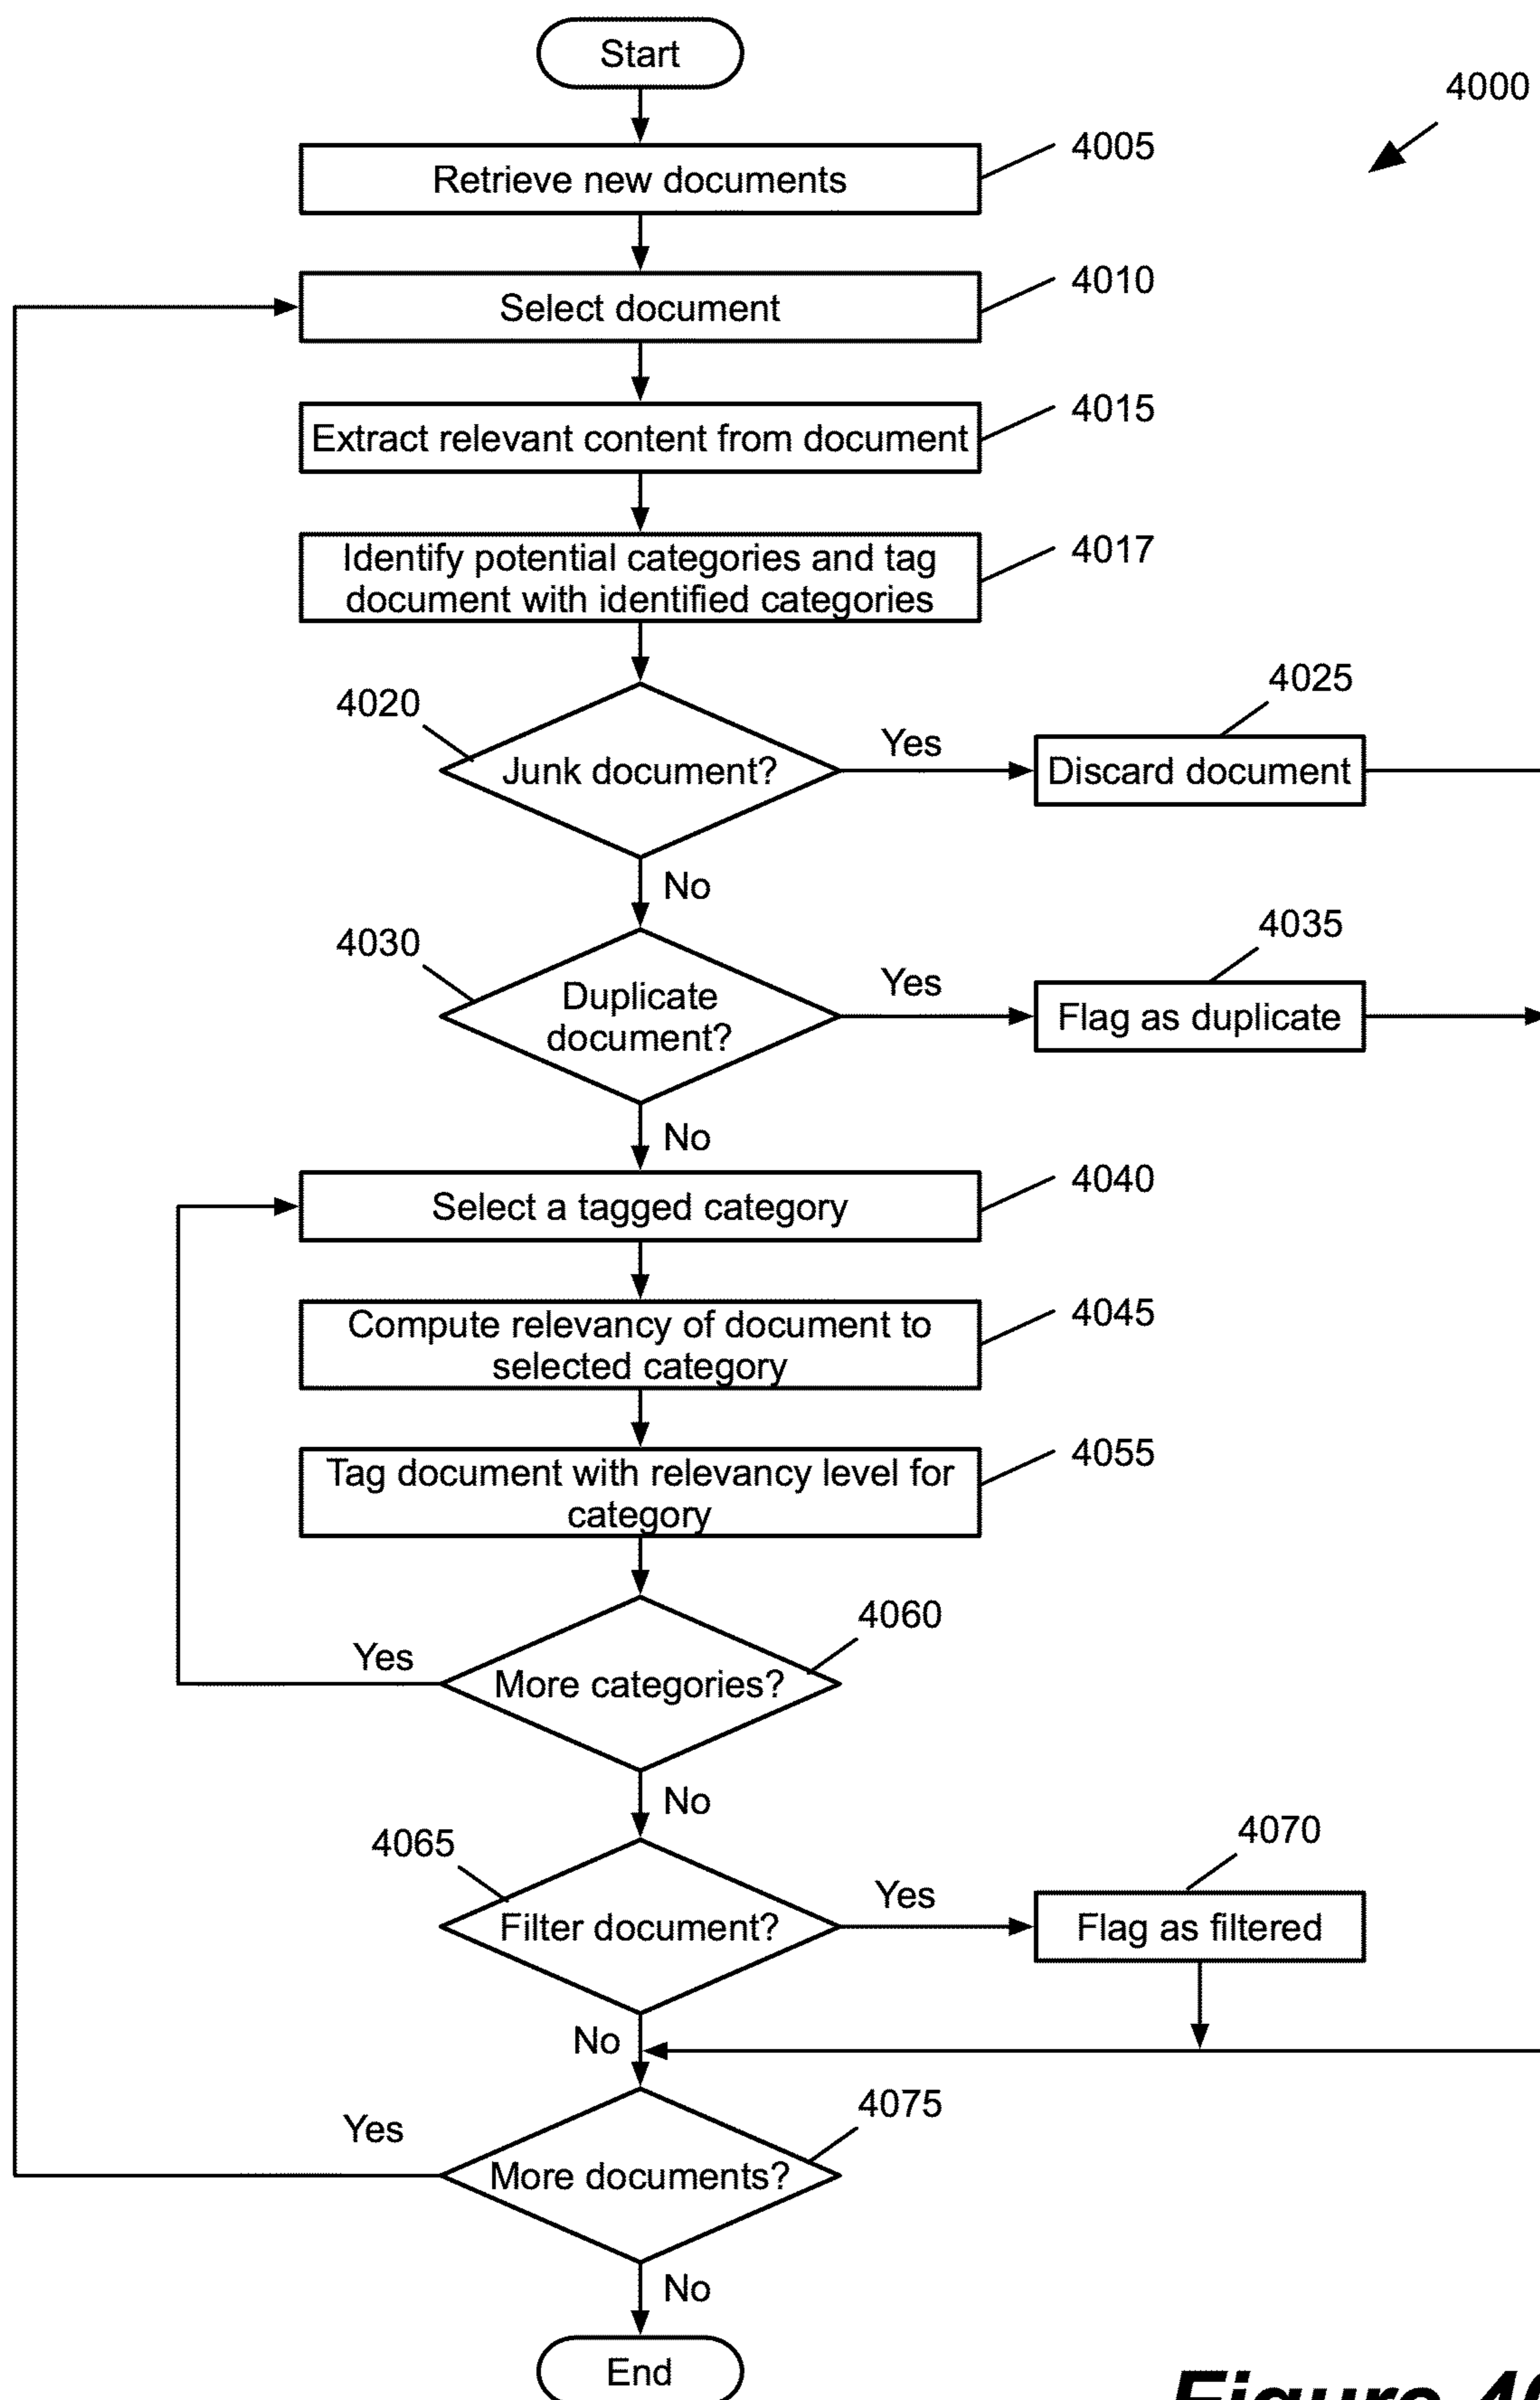 Start
4000
4005
Retrieve new documents
4010
Select document
4015
Extract relevant content from document
4017
Identify potential categories and tag
document with identified categories
4020
4025
Junk document?
Yes
Discard document
No
4030
4035
Duplicate
document?
Yes
Flag as duplicate
No
4040
Select a tagged category
4045
Compute relevancy of document to
selected category
4055
Tag document with relevancy level for
category
4060
Yes
More categories?
No
4065
4070
Filter document?
Yes
Flag as filtered
No
4075
Yes
More documents?
No
End
Figure